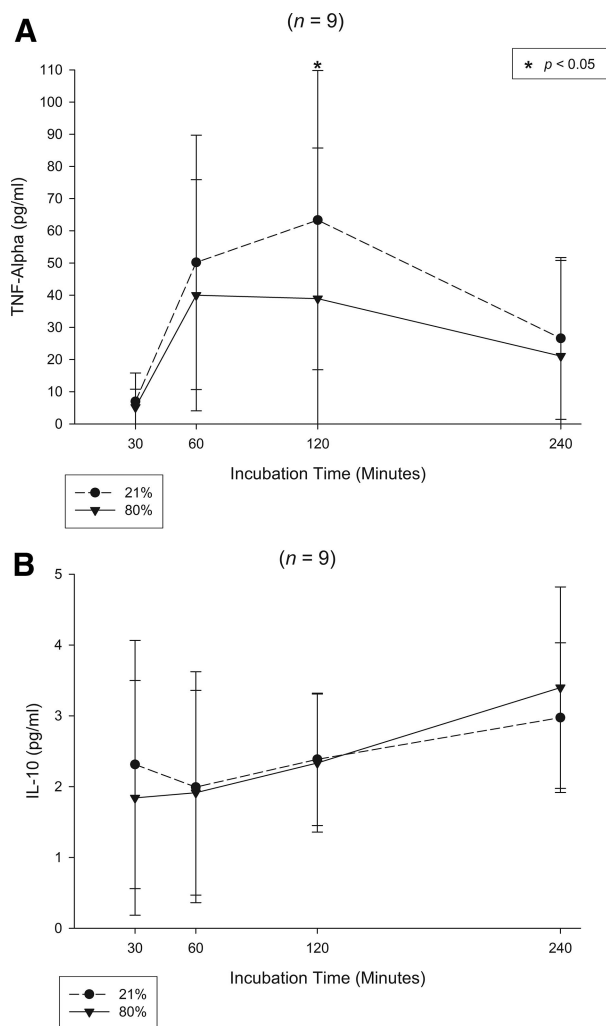 A
(n = 9)
* p < 0.05
*
TNF-Alpha (pg/ml)
110
100
90
80
70
60
50
40
30
20
10
0
30 60 120 240
Incubation Time (Minutes)
21%
80%
B
(n = 9)
IL-10 (pg/ml)
5
4
3
2
1
0
30 60 120 240
Incubation Time (Minutes)
21%
80%